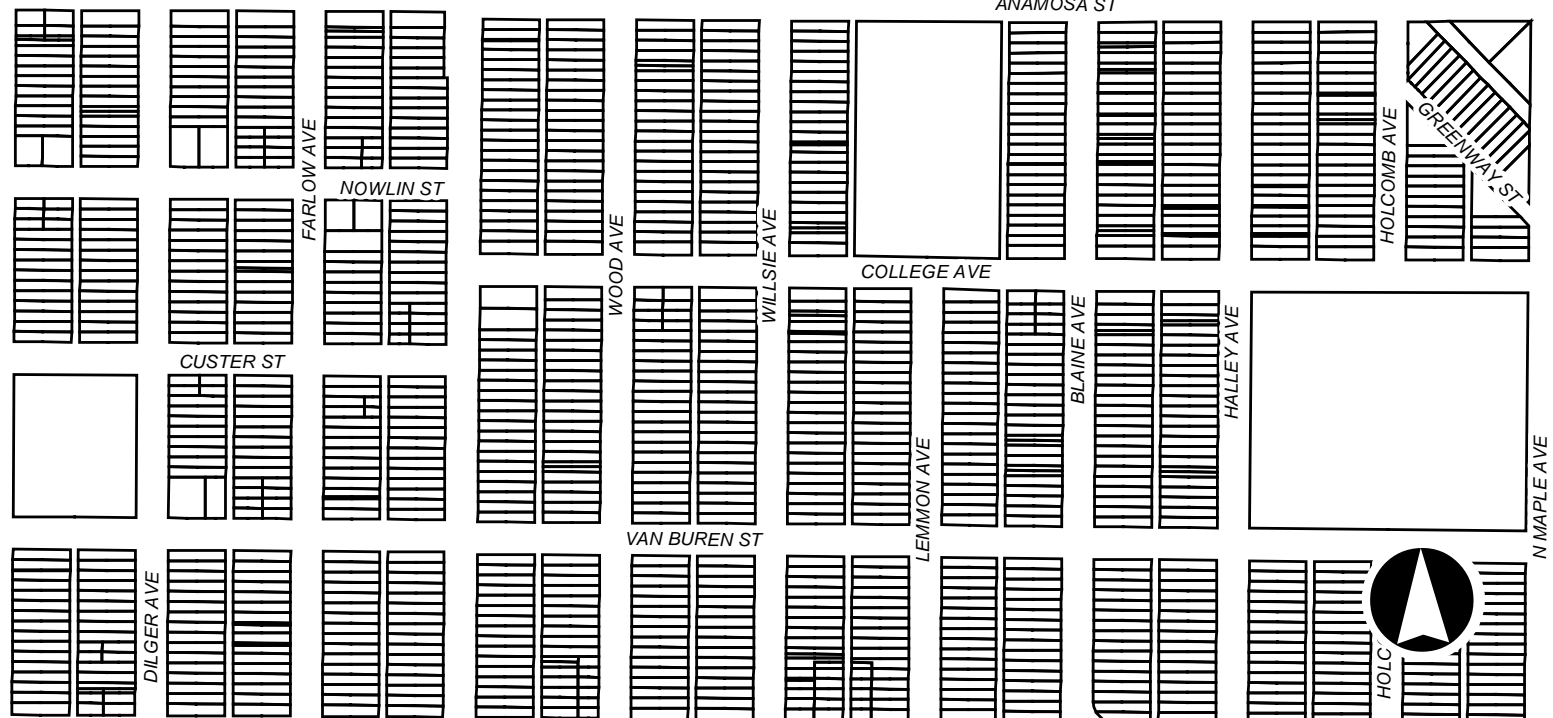 ANAMOSA ST
FARLOW AVE
NOWLIN ST
WOOD AVE
WILLSIE AVE
COLLEGE AVE
HOLCOMB AVE
GREENWAY ST
CUSTER ST
BLAINE AVE
HALLEY AVE
LEMMON AVE
N MAPLE AVE
VAN BUREN ST
DILGER AVE
HOLC